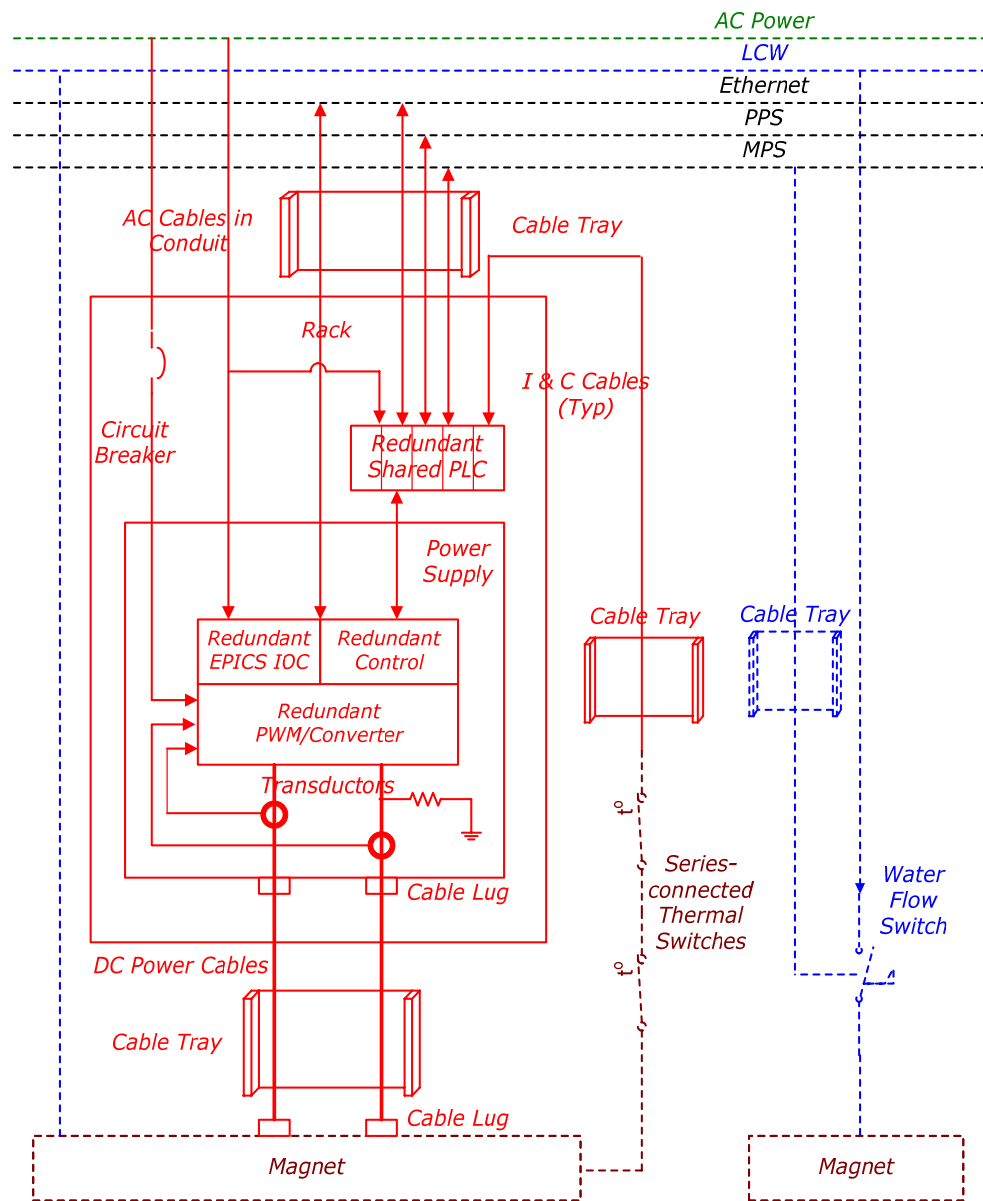 AC Power
LCW
Ethernet
PPS
MPS
AC Cables in
Conduit
Cable Tray
Rack
I & C Cables
(Typ)
Circuit
Breaker
Redundant
Shared PLC
Power
Supply
Cable Tray
Cable Tray
Redundant
EPICS IOC
Redundant
Control
Redundant
PWM/Converter
Transductors
t°
Series-
connected
Thermal
Switches
Water
Flow
Switch
Cable Lug
t°
DC Power Cables
Cable Tray
Cable Lug
Magnet
Magnet